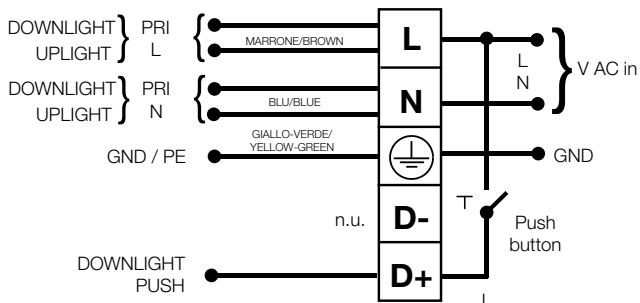 DOWNLIGHT PRI
UPLIGHT L
MARRONE/BROWN
L
L
N
V AC in
DOWNLIGHT PRI
UPLIGHT N
BLU/BLUE
N
GND / PE
GIALLO-VERDE/
YELLOW-GREEN
GND
n.u.
D-
Push
button
DOWNLIGHT
PUSH
D+